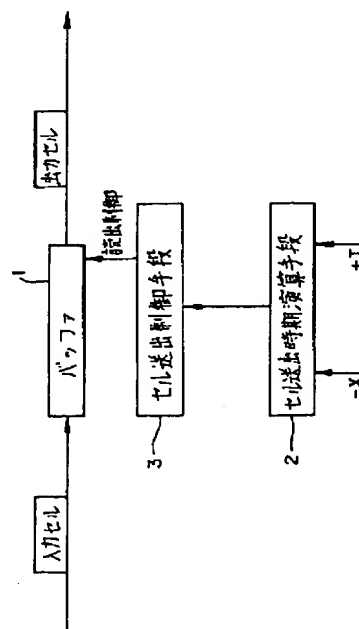 入力セル
バッファ
1
出力セル
読出制御
セル送出制御手段
3
セル送出時期演算手段
2
-X
+T